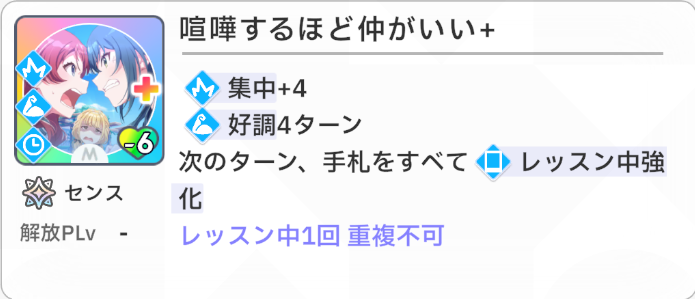 喧嘩するほど仲がいい+
集中+4
好調4ターン
次のターン、手札をすべて レッスン中強
化
レッスン中1回 重複不可
-6
M
センス
解放PLv -